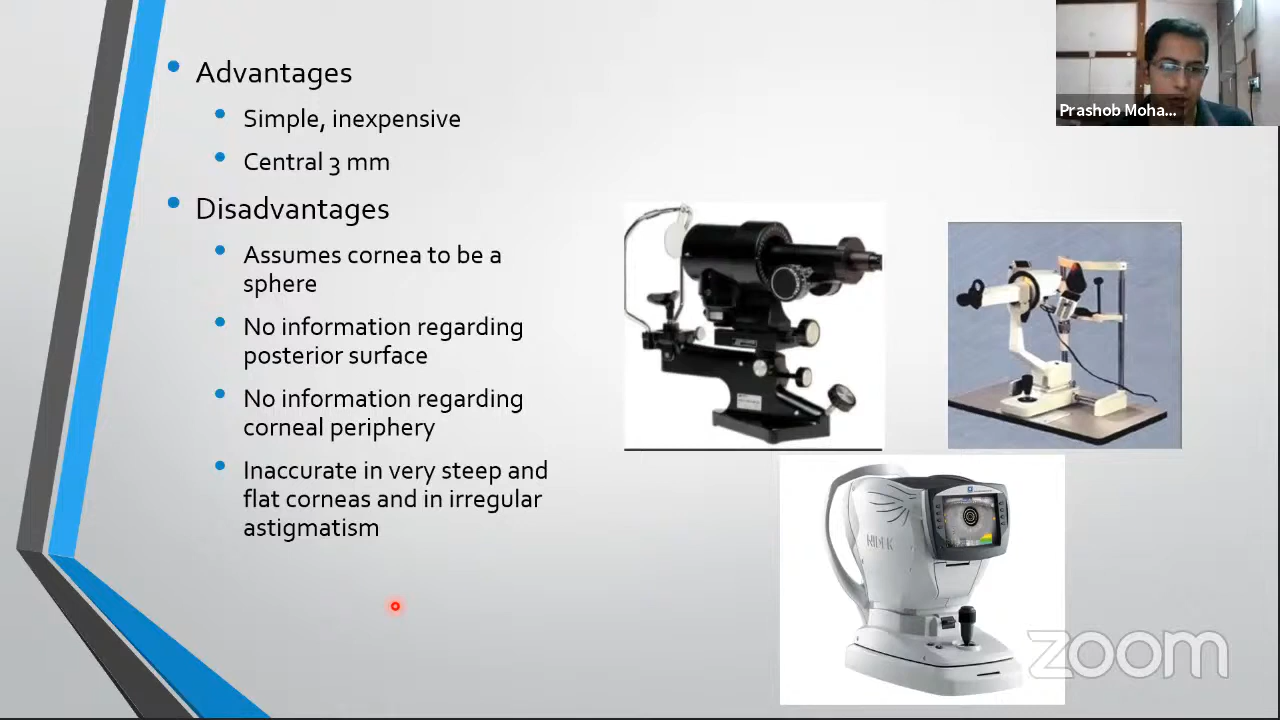 Advantages
Simple, inexpensive
Central 3 mm
Disadvantages
Assumes cornea to be a
sphere
No information regarding
posterior surface
No information regarding
corneal periphery
Inaccurate in very steep and
flat corneas and in irregular
astigmatism
Prashob Moha...
NIDEK
zoom